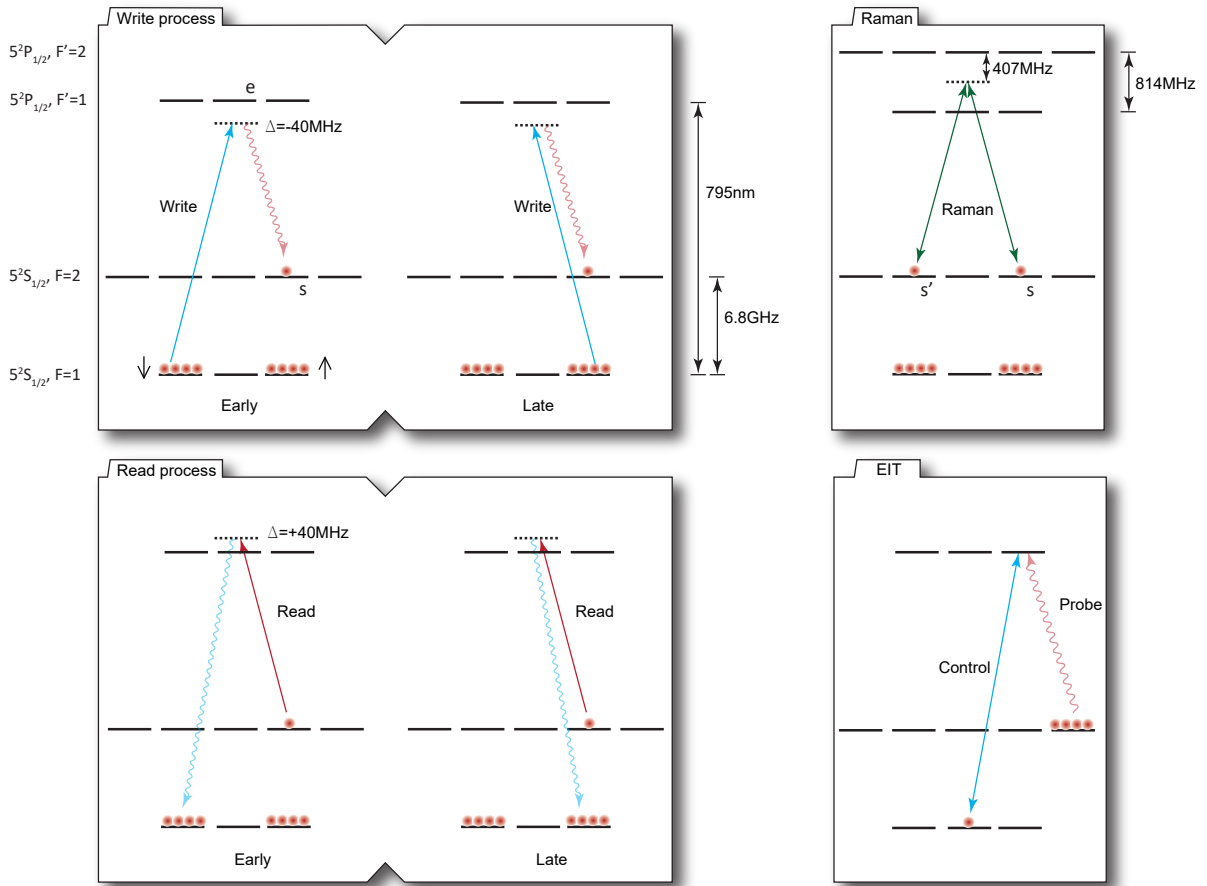 Write process
Raman
5²P₁/₂, F'=2
407MHz
814MHz
5²P₁/₂, F'=1
e
Δ=-40MHz
Write
Write
795nm
Raman
5²S₁/₂, F=2
s
s'
s
6.8GHz
5²S₁/₂, F=1
Early
Late
Read process
EIT
Δ=+40MHz
Read
Read
Probe
Control
Early
Late